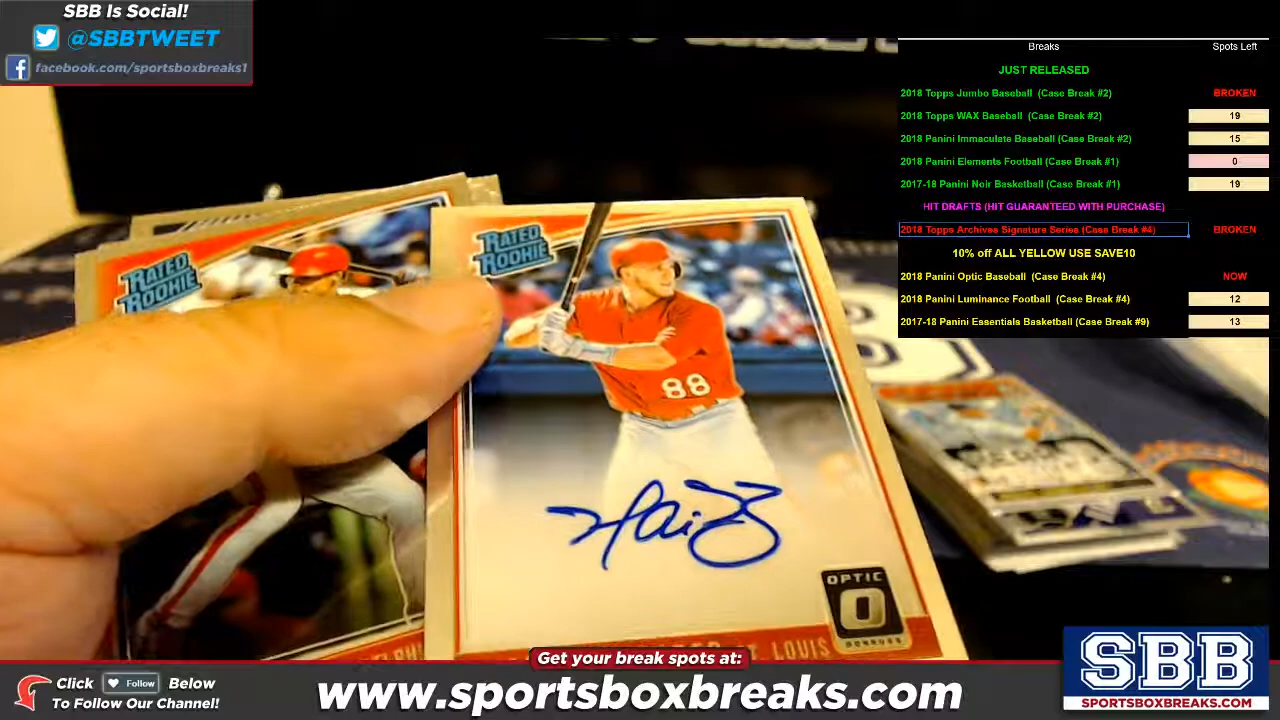 SBB Is Social!
@SBBTWEET
facebook.com/sportsboxbreaks1
Breaks Spots Left
JUST RELEASED
2018 Topps Jumbo Baseball (Case Break #2) BROKEN
2018 Topps WAX Baseball (Case Break #2) 19
2018 Panini Immaculate Baseball (Case Break #2) 15
2018 Panini Elements Football (Case Break #1) 0
2017-18 Panini Noir Basketball (Case Break #1) 19
HIT DRAFTS (HIT GUARANTEED WITH PURCHASE)
2018 Topps Archives Signature Series (Case Break #4) BROKEN
10% off ALL YELLOW USE SAVE10
2018 Panini Optic Baseball (Case Break #4) NOW
2018 Panini Luminance Football (Case Break #4) 12
2017-18 Panini Essentials Basketball (Case Break #9) 13
RATED
ROOKIE
RATED
ROOKIE
88
OPTIC
O
DONRUSS
LOUIS
Get your break spots at:
Click Follow Below
To Follow Our Channel!
www.sportsboxbreaks.com
SBB
SPORTSBOXBREAKS.COM